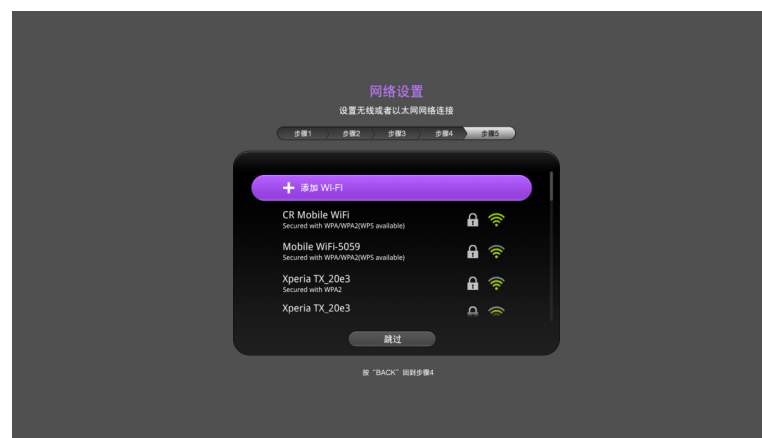 网络设置
设置无线或者以太网网络连接
步骤1 步骤2 步骤3 步骤4 步骤5
添加 WI-FI
CR Mobile WiFi
Secured with WPA/WPA2(WPS available)
Mobile WiFi-5059
Secured with WPA/WPA2(WPS available)
Xperia TX_20e3
Secured with WPA2
Xperia TX_20e3
跳过
按 "BACK" 回到步骤4